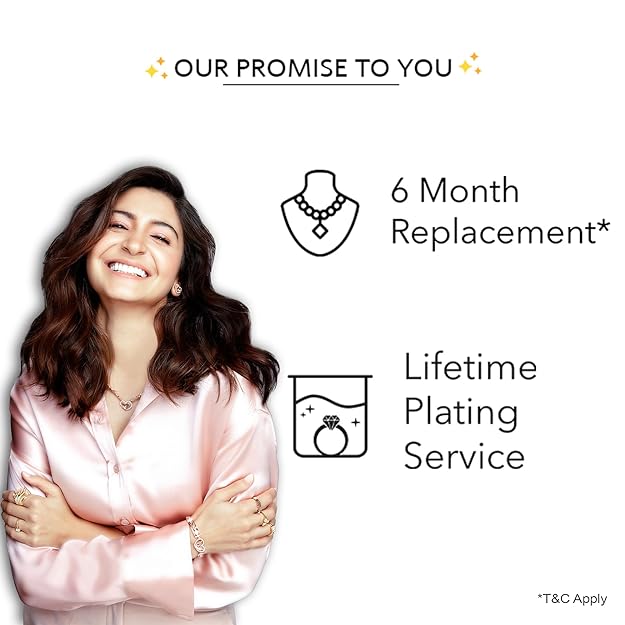 OUR PROMISE TO YOU
6 Month
Replacement*
Lifetime
Plating
Service
*T&C Apply